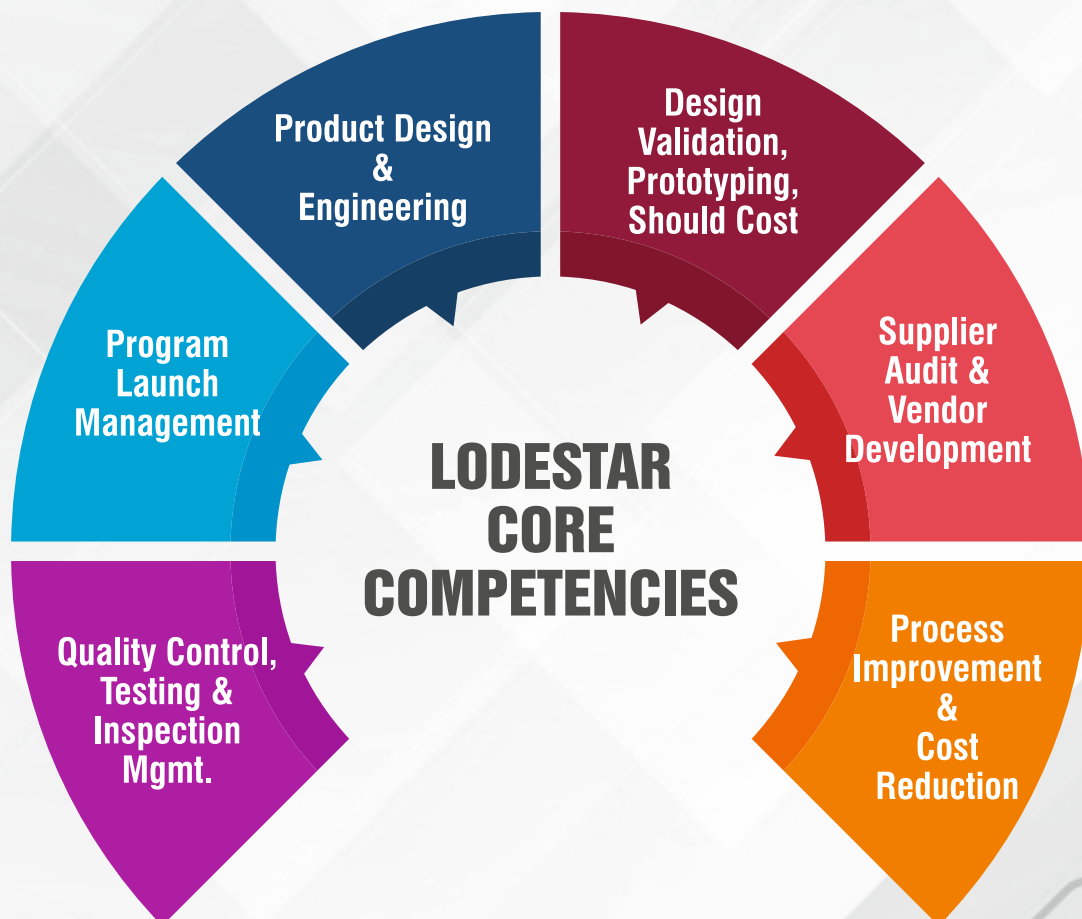 Product Design
&
Engineering
Design
Validation,
Prototyping,
Should Cost
Program
Launch
Management
Supplier
Audit &
Vendor
Development
LODESTAR
CORE
COMPETENCIES
Quality Control,
Testing &
Inspection
Mgmt.
Process
Improvement
&
Cost
Reduction